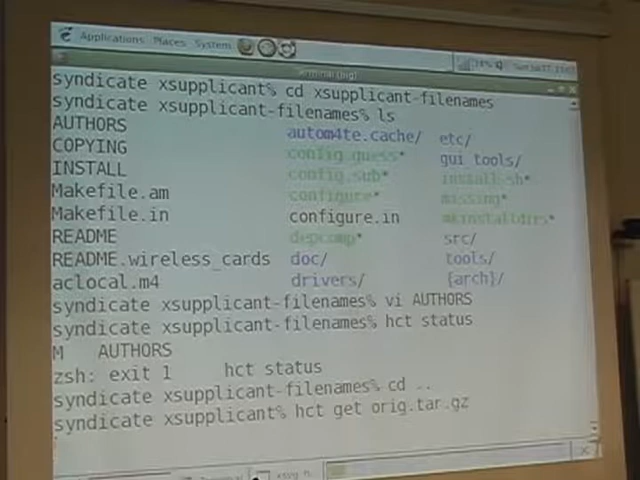 Applications Places System
Terminal (big)
syndicate xsupplicant% cd xsupplicant-filenames
syndicate xsupplicant-filenames% ls
AUTHORS autom4te.cache/ etc/
COPYING config.guess* gui_tools/
INSTALL config.sub* install-sh*
Makefile.am configure* missing*
Makefile.in configure.in mkinstalldirs*
README depcomp* src/
README.wireless_cards doc/ tools/
aclocal.m4 drivers/ {arch}/
syndicate xsupplicant-filenames% vi AUTHORS
syndicate xsupplicant-filenames% hct status
M AUTHORS
zsh: exit 1 hct status
syndicate xsupplicant-filenames% cd ..
syndicate xsupplicant% hct get orig.tar.gz